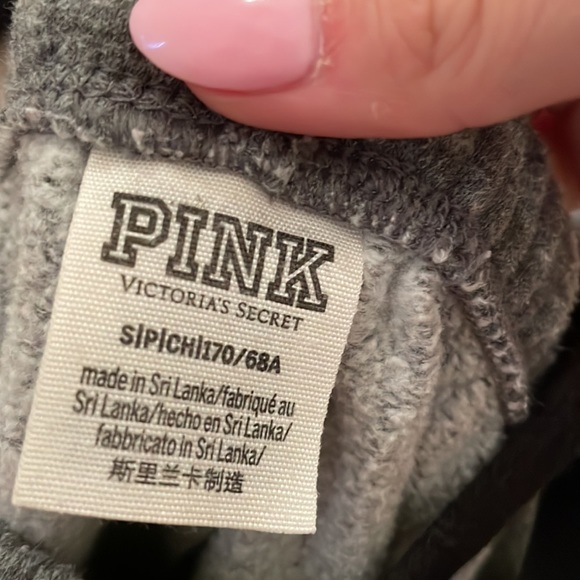 PINK
VICTORIA'S SECRET
S|P|CH|170/68A
made in Sri Lanka/fabriqué au
Sri Lanka/hecho en Sri Lanka/
fabbricato in Sri Lanka/
斯里兰卡制造